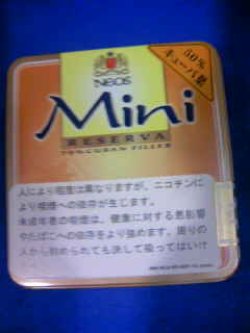 NEOS
50%
キューバ葉
Mini
RESERVA
人により程度は異なりますが、ニコチンに
より喫煙への依存が生じます。
未成年者の喫煙は、健康に対する悪影響
やたばこへの依存をより強めます。周りの
人から勧められても決して吸ってはいけ